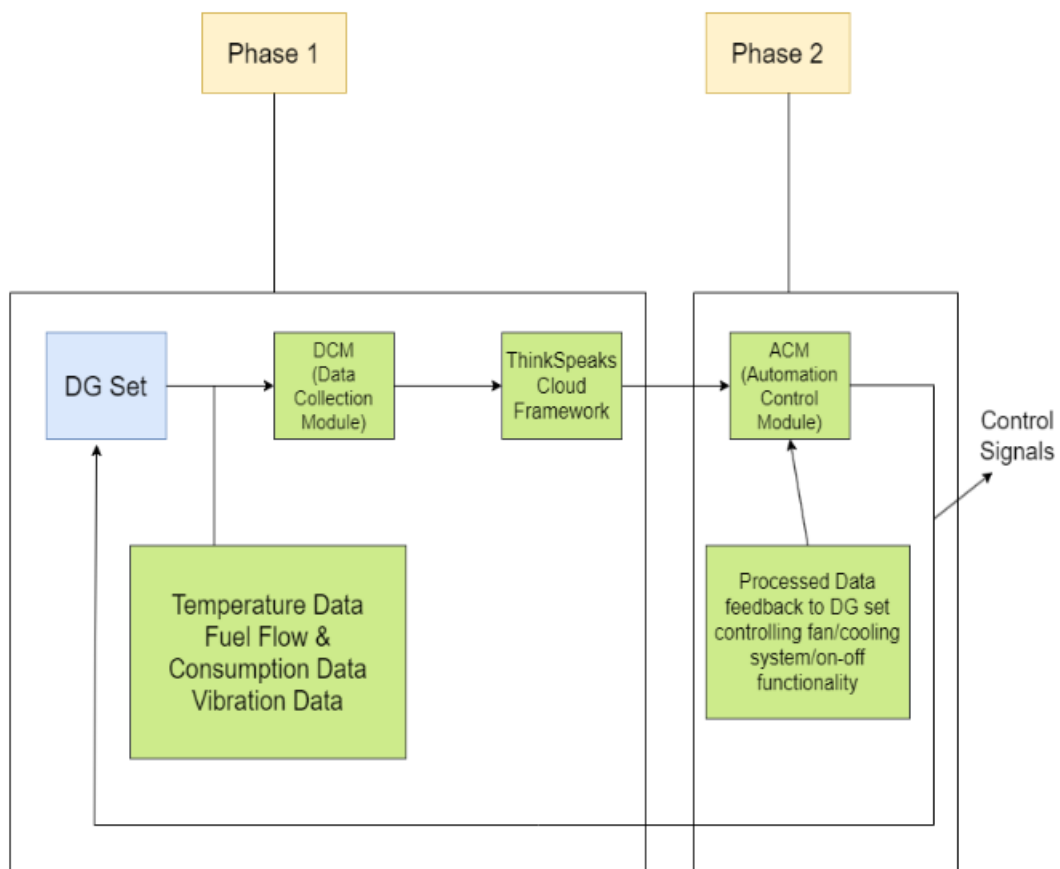 Phase 1
Phase 2
DG Set
DCM
(Data
Collection
Module)
ThinkSpeaks
Cloud
Framework
ACM
(Automation
Control
Module)
Control
Signals
Temperature Data
Fuel Flow &
Consumption Data
Vibration Data
Processed Data
feedback to DG set
controlling fan/cooling
system/on-off
functionality